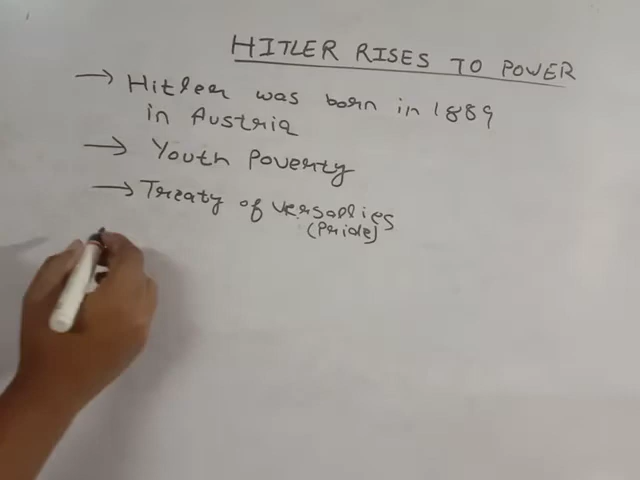 HITLER RISES TO POWER
→ Hitler was born in 1889
in Austria
→ Youth Poverty
→ Treaty of Versallies
(Pride)